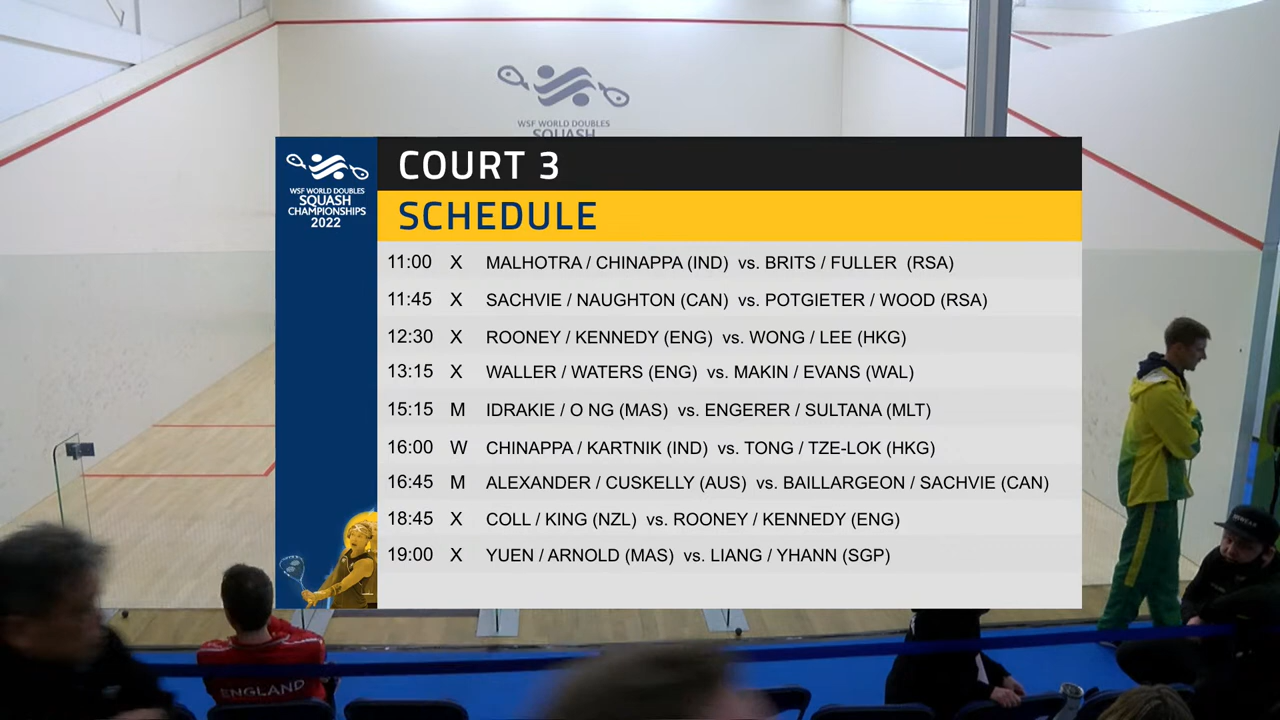 WSF WORLD DOUBLES
SQUASH
WSF WORLD DOUBLES
SQUASH
CHAMPIONSHIPS
2022
COURT 3
SCHEDULE
11:00 X MALHOTRA / CHINAPPA (IND) vs. BRITS / FULLER (RSA)
11:45 X SACHVIE / NAUGHTON (CAN) vs. POTGIETER / WOOD (RSA)
12:30 X ROONEY / KENNEDY (ENG) vs. WONG / LEE (HKG)
13:15 X WALLER / WATERS (ENG) vs. MAKIN / EVANS (WAL)
15:15 M IDRAKIE / O NG (MAS) vs. ENGERER / SULTANA (MLT)
16:00 W CHINAPPA / KARTNIK (IND) vs. TONG / TZE-LOK (HKG)
16:45 M ALEXANDER / CUSKELLY (AUS) vs. BAILLARGEON / SACHVIE (CAN)
18:45 X COLL / KING (NZL) vs. ROONEY / KENNEDY (ENG)
19:00 X YUEN / ARNOLD (MAS) vs. LIANG / YHANN (SGP)
ENGLAND